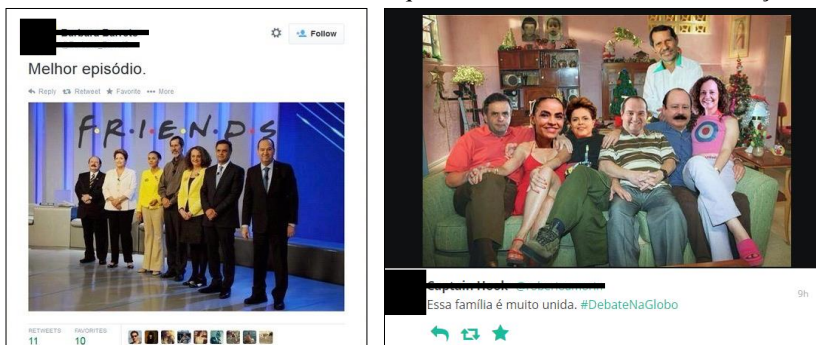 Follow
Melhor episódio.
Reply Retweet Favorite More
F·R·I·E·N·D·S
RETWEETS FAVORITES
11 10
Captain Hook
9h
Essa família é muito unida. #DebateNaGlobo